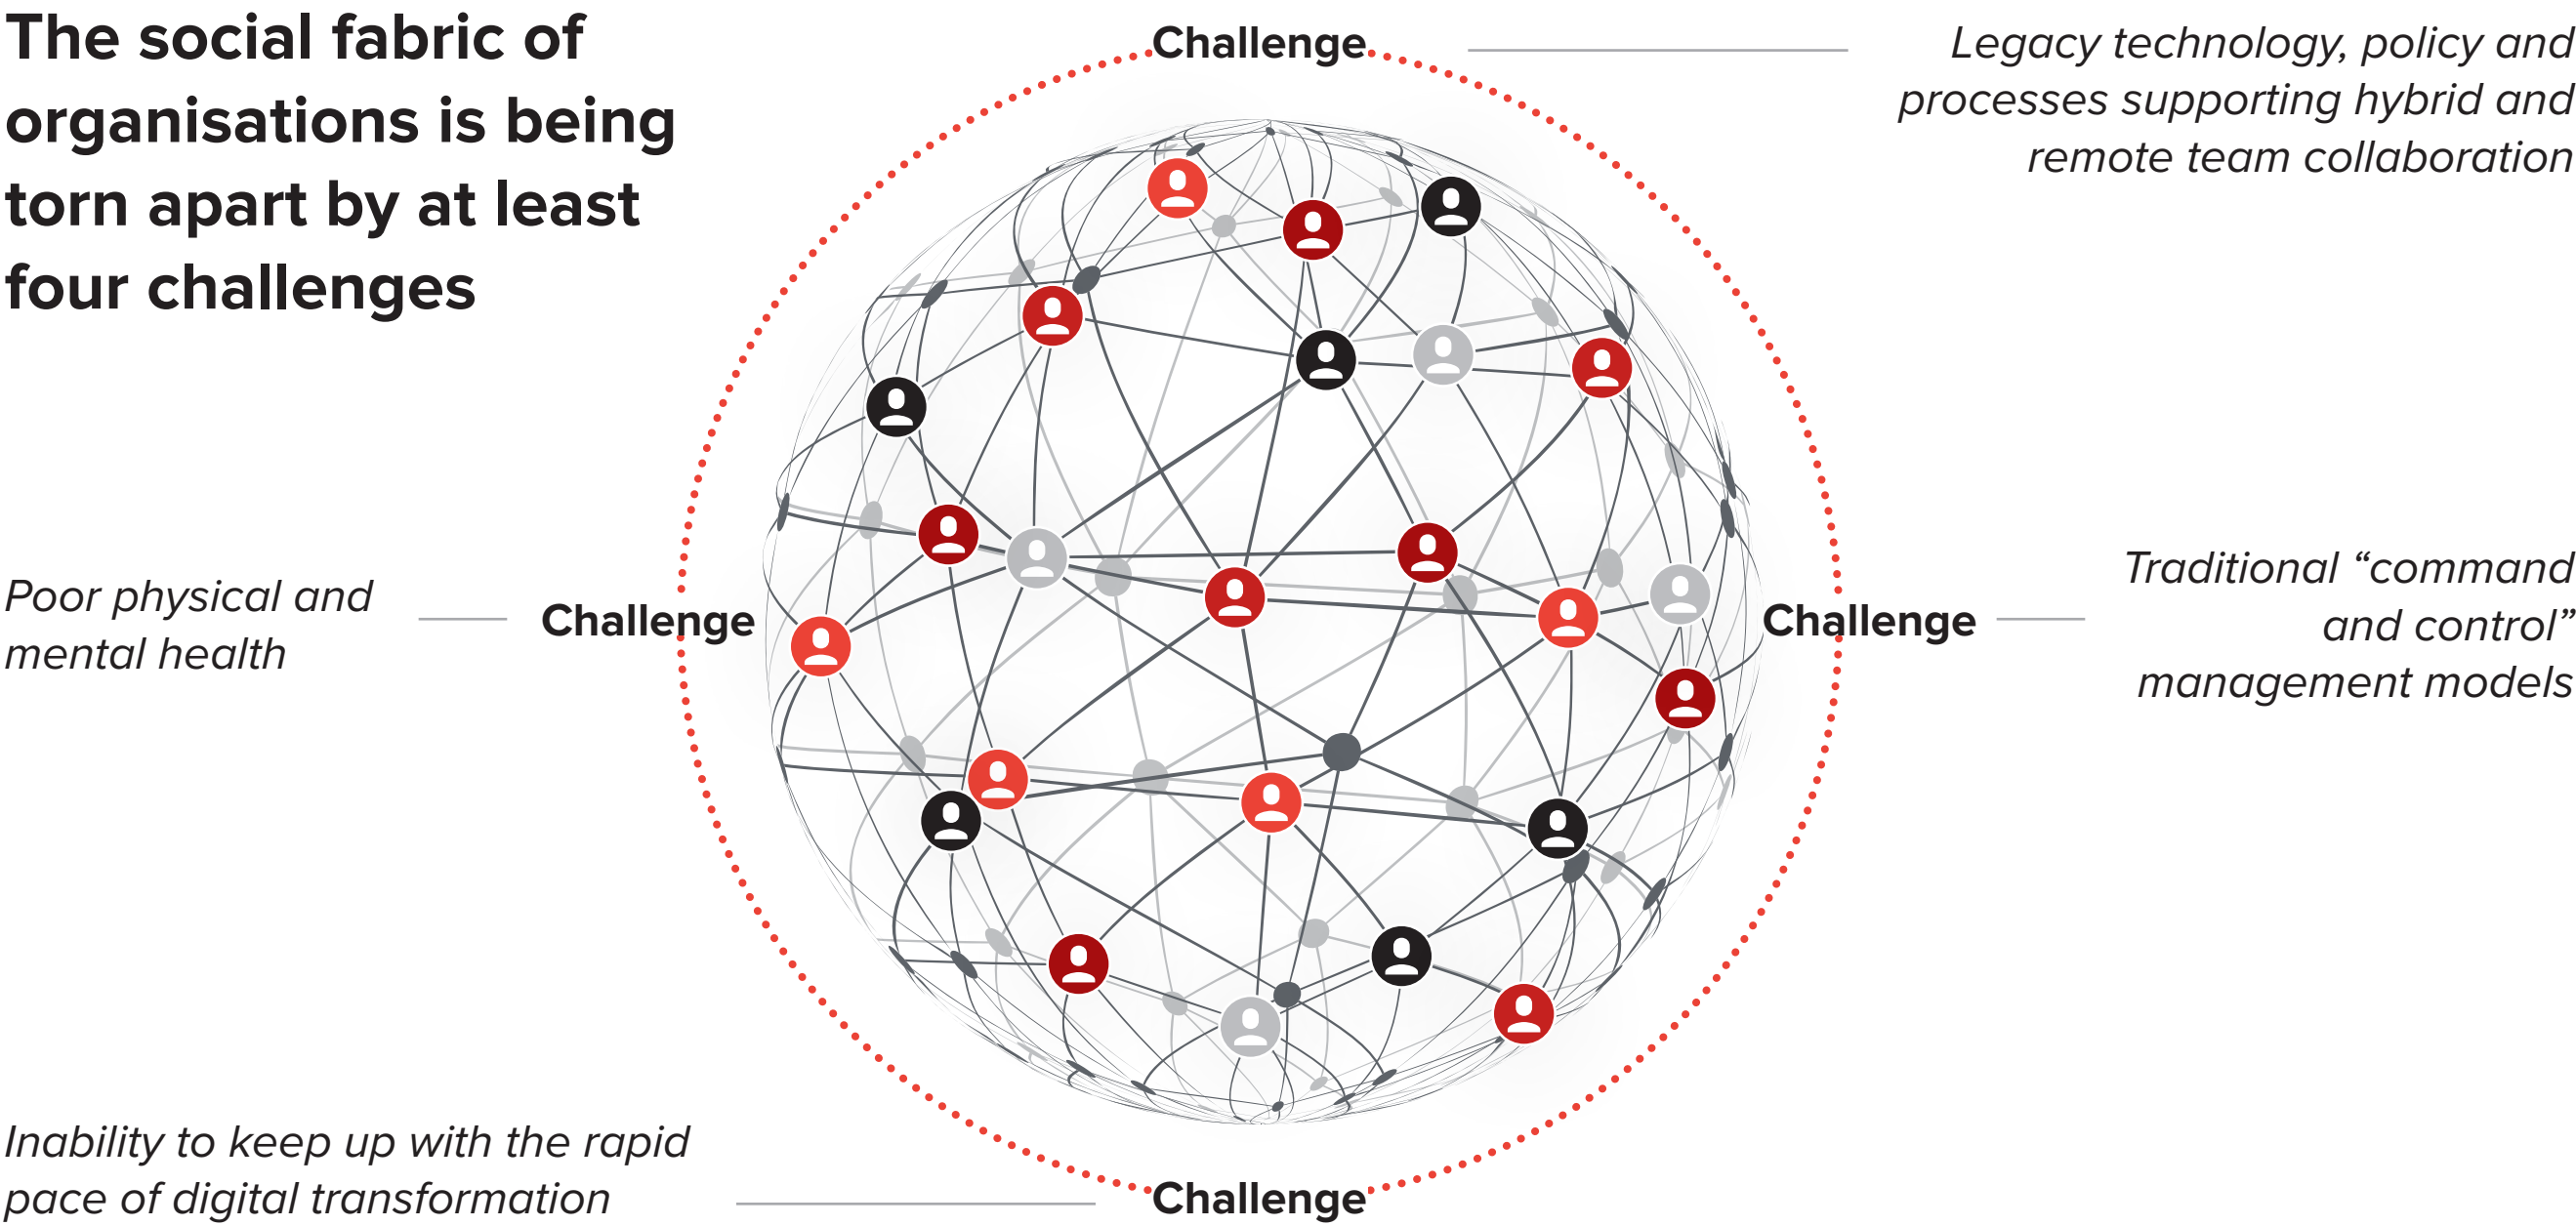 The social fabric of
organisations is being
torn apart by at least
four challenges
Challenge
Legacy technology, policy and
processes supporting hybrid and
remote team collaboration
Poor physical and
mental health
Challenge
Challenge
Traditional “command
and control”
management models
Inability to keep up with the rapid
pace of digital transformation
Challenge